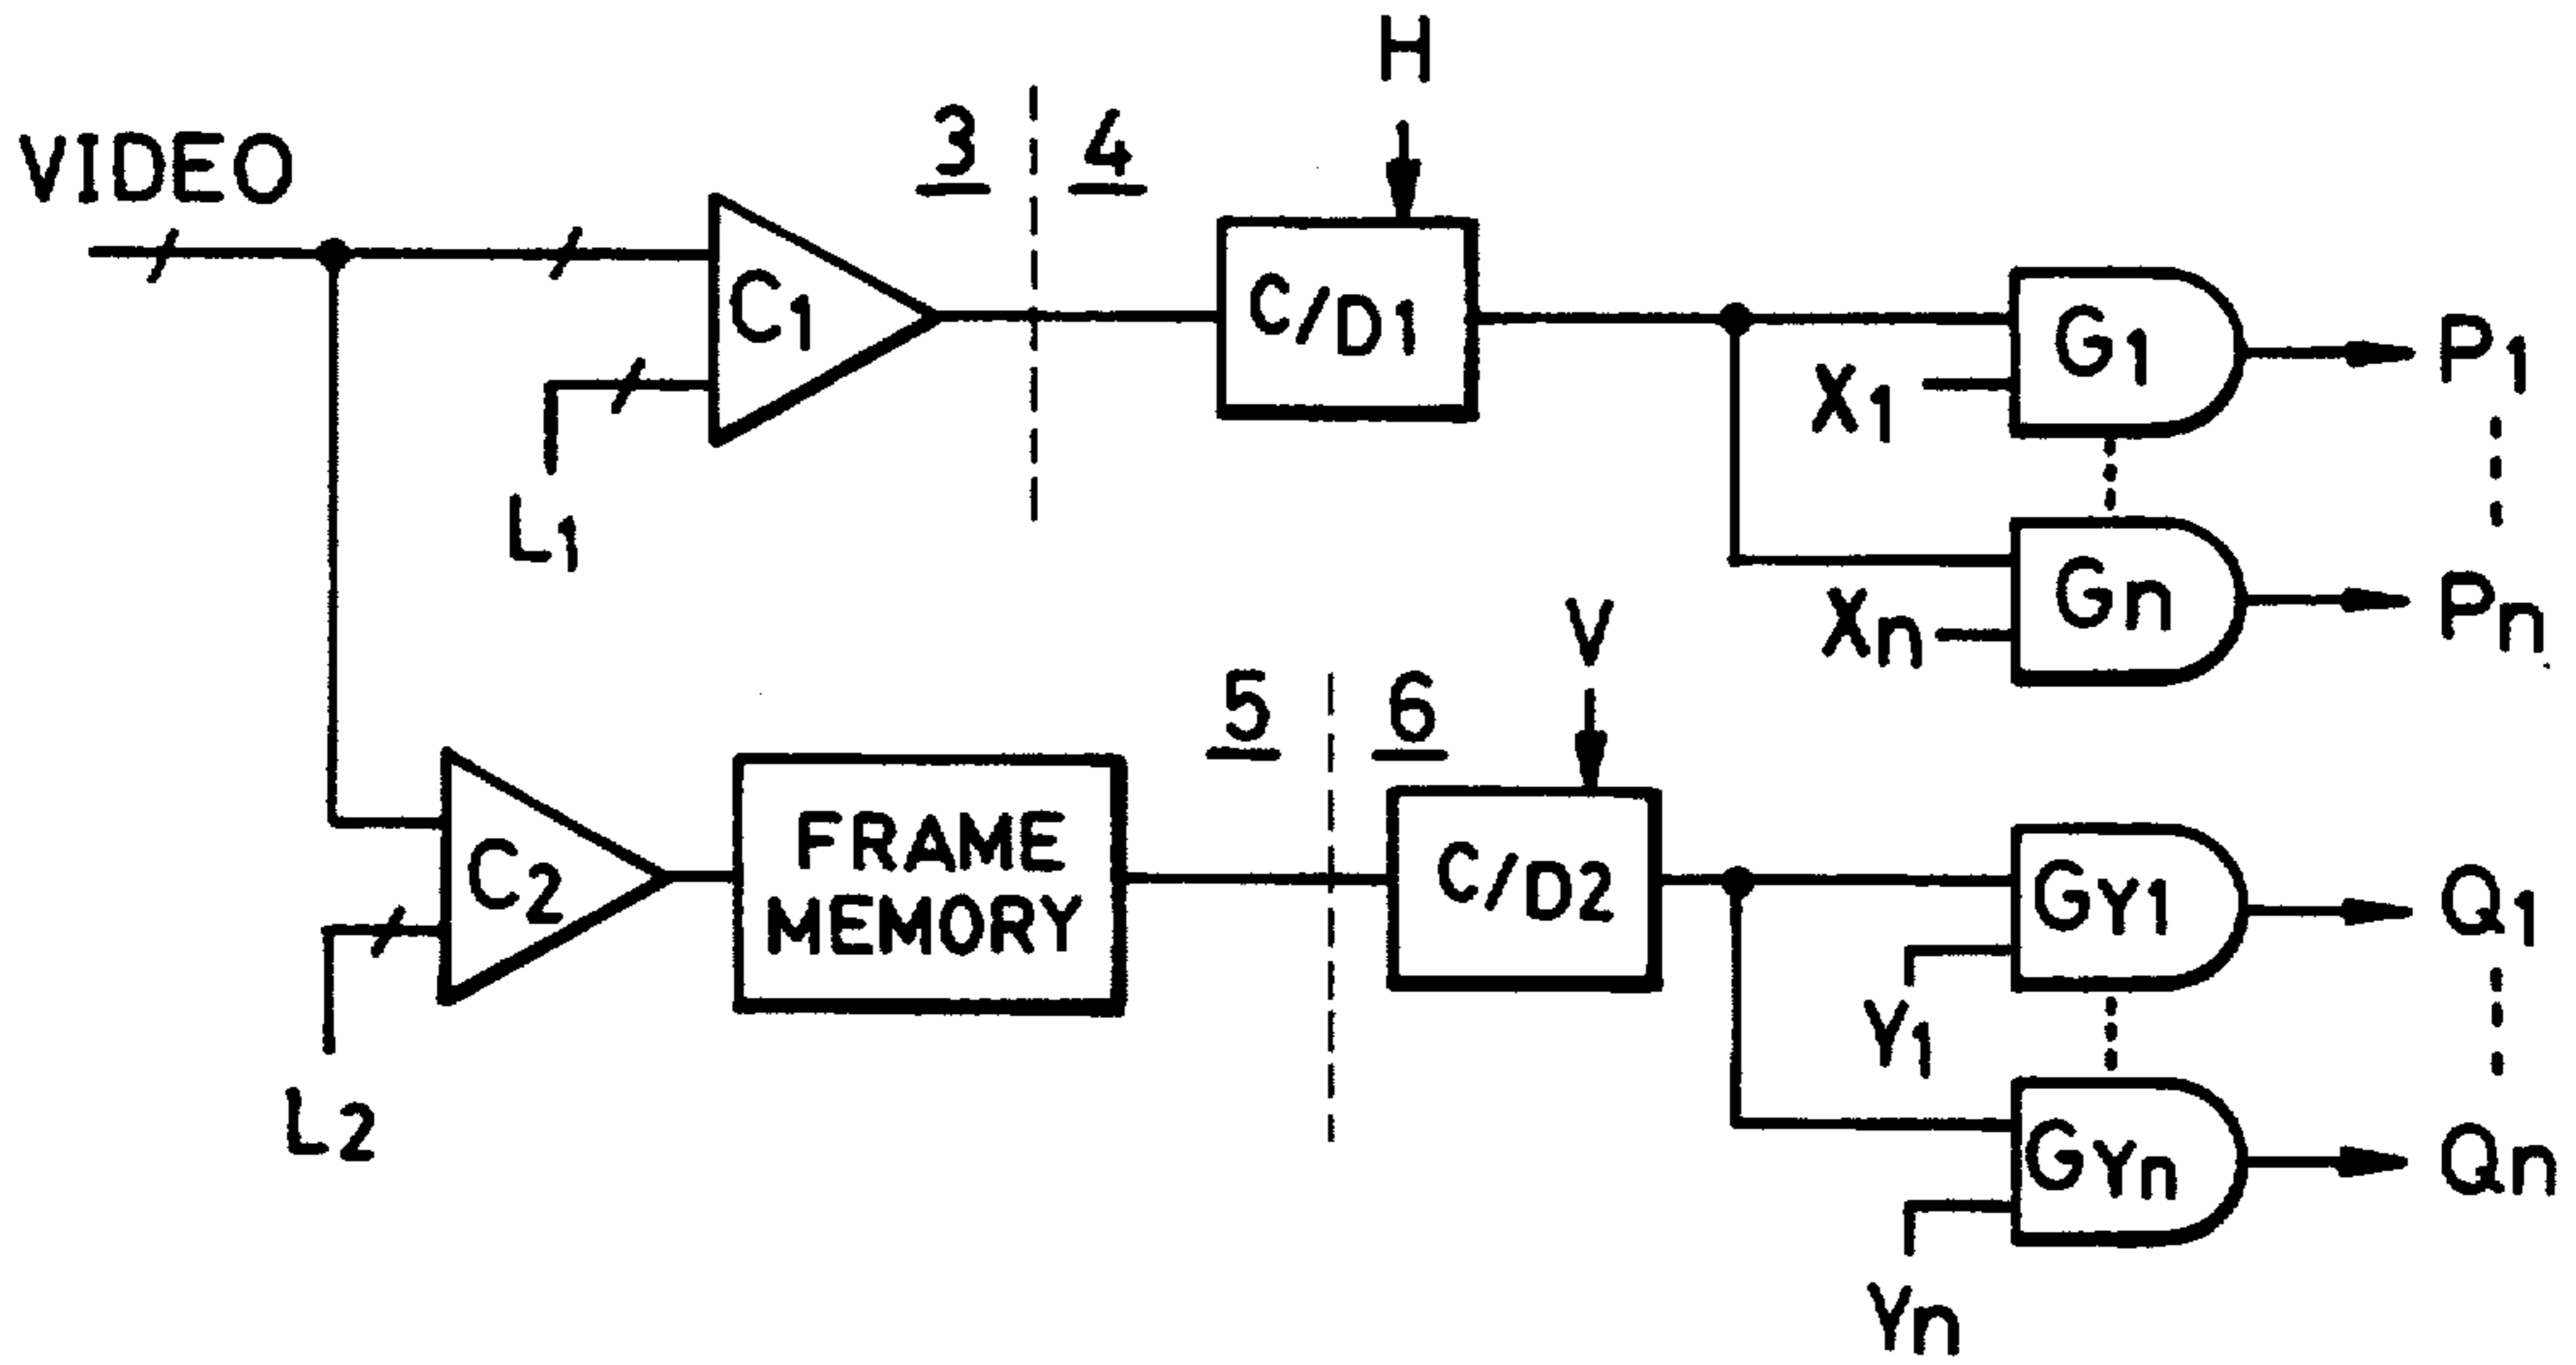 H
VIDEO
3
4
C1
C/D1
G1
P1
X1
L1
Gn
Pn
Xn
V
5
6
C2
FRAME
MEMORY
C/D2
GY1
Q1
Y1
L2
GYn
Qn
Yn